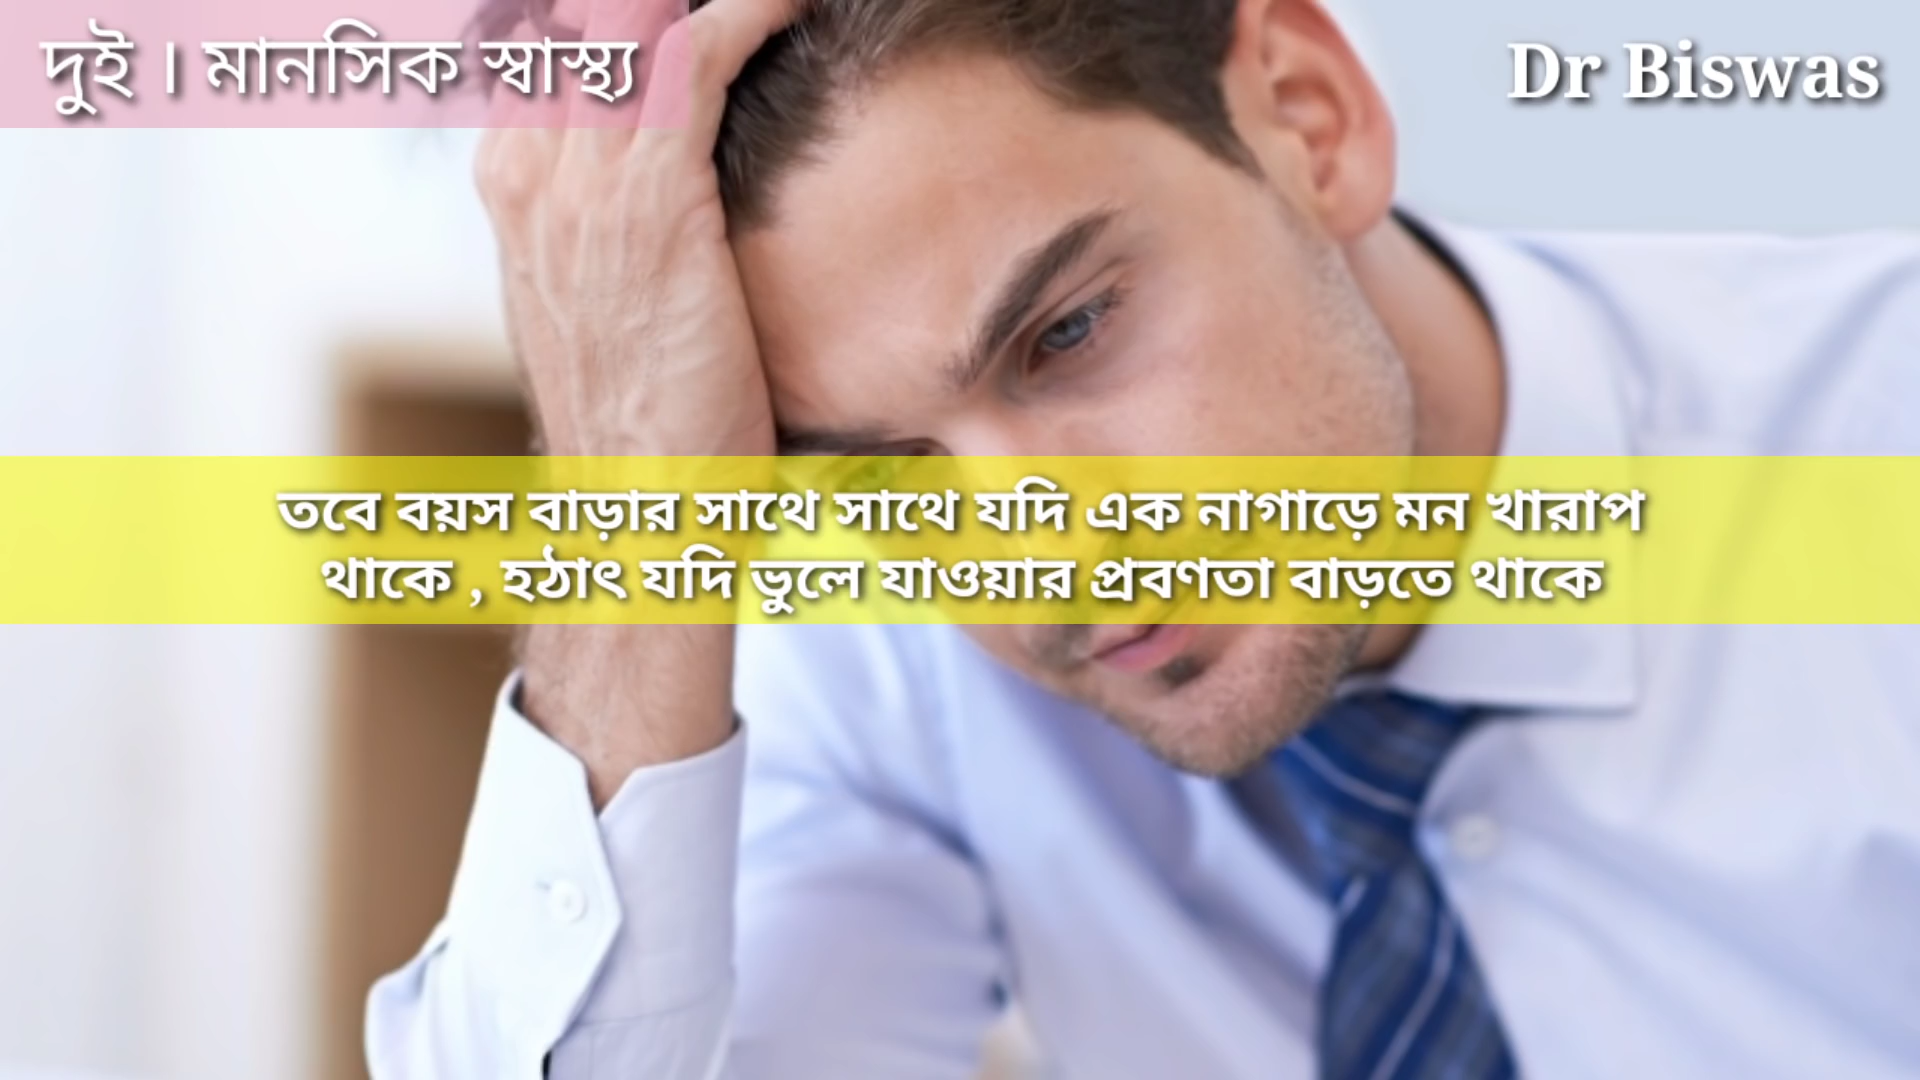 দুই । মানসিক স্বাস্থ্য
Dr Biswas
তবে বয়স বাড়ার সাথে সাথে যদি এক নাগাড়ে মন খারাপ
থাকে , হঠাৎ যদি ভুলে যাওয়ার প্রবণতা বাড়তে থাকে